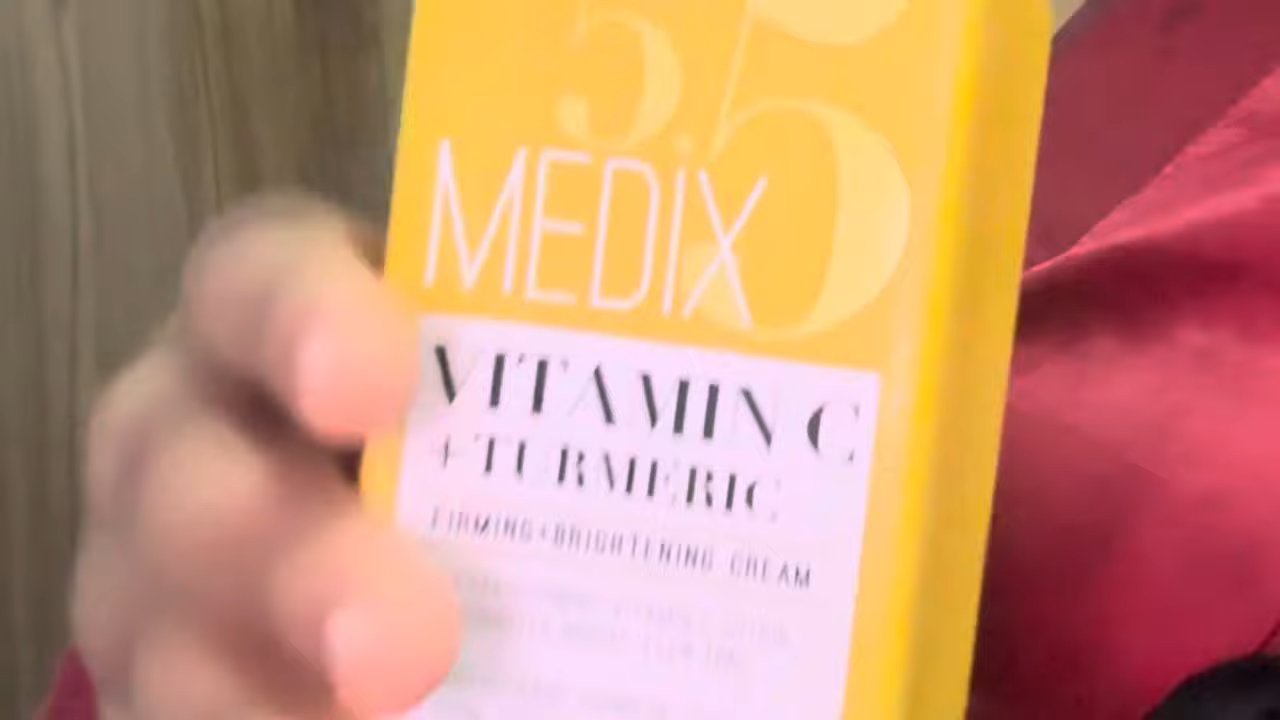 5.5
MEDiX
VITAMIN C
+ TURMERIC
FIRMING+BRIGHTENING CREAM